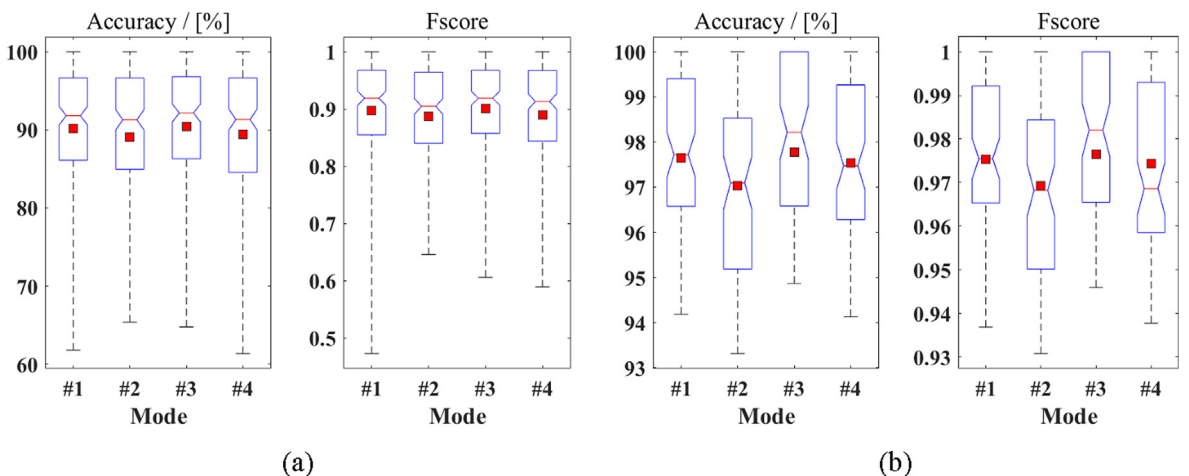 Accuracy / [%]
100
90
80
70
60
#1 #2 #3 #4
Mode
Fscore
1
0.9
0.8
0.7
0.6
0.5
#1 #2 #3 #4
Mode
(a)
Accuracy / [%]
100
99
98
97
96
95
94
93
#1 #2 #3 #4
Mode
Fscore
1
0.99
0.98
0.97
0.96
0.95
0.94
0.93
#1 #2 #3 #4
Mode
(b)